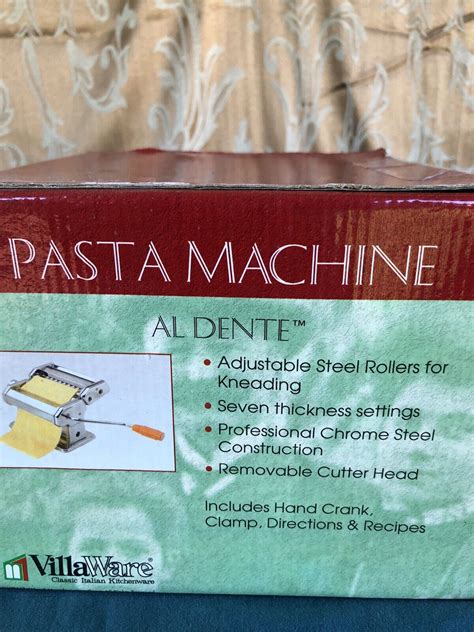 PASTA MACHINE
AL DENTE™
• Adjustable Steel Rollers for
Kneading
• Seven thickness settings
• Professional Chrome Steel
Construction
• Removable Cutter Head
Includes Hand Crank,
Clamp, Directions & Recipes
VillaWare®
Classic Italian Kitchenware